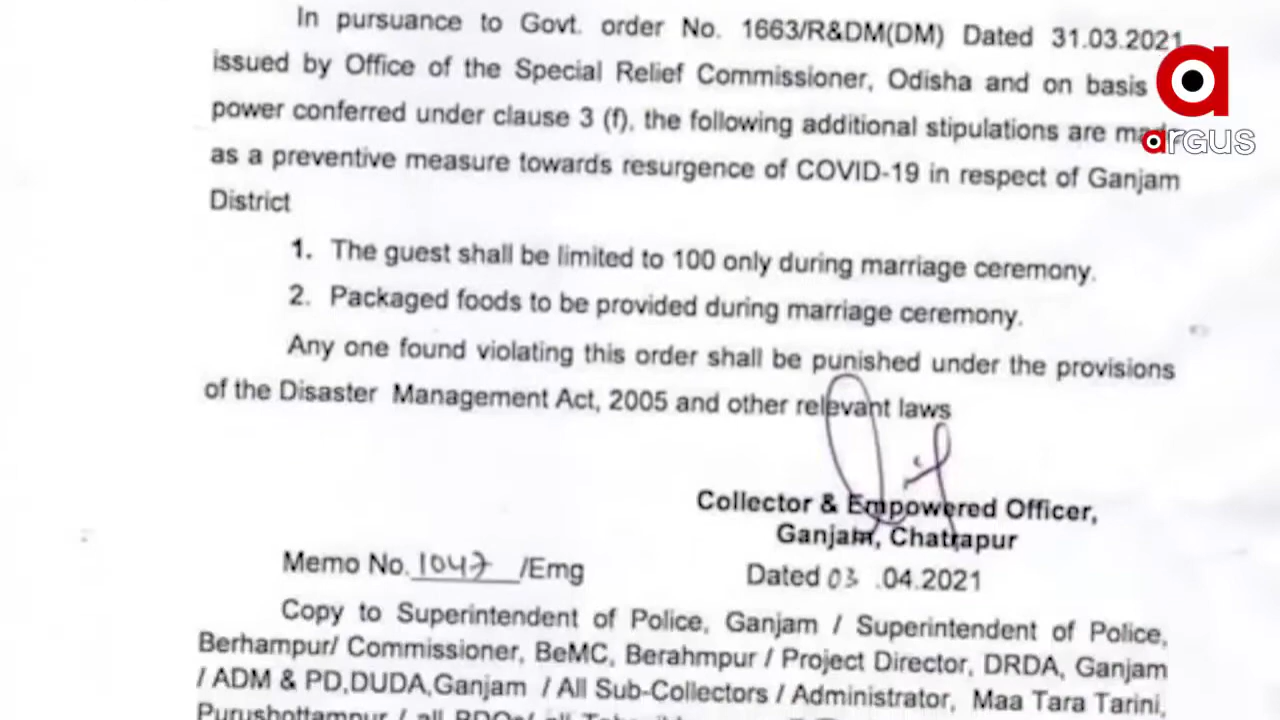 In pursuance to Govt. order No. 1663/R&DM(DM) Dated 31.03.2021
issued by Office of the Special Relief Commissioner, Odisha and on basis
power conferred under clause 3 (f), the following additional stipulations are made
as a preventive measure towards resurgence of COVID-19 in respect of Ganjam
District
1. The guest shall be limited to 100 only during marriage ceremony.
2. Packaged foods to be provided during marriage ceremony.
Any one found violating this order shall be punished under the provisions
of the Disaster Management Act, 2005 and other relevant laws
Collector & Empowered Officer,
Ganjam, Chatrapur
Memo No. 1047 /Emg Dated 03 .04.2021
Copy to Superintendent of Police, Ganjam / Superintendent of Police,
Berhampur/ Commissioner, BeMC, Berahmpur / Project Director, DRDA, Ganjam
/ ADM & PD,DUDA,Ganjam / All Sub-Collectors / Administrator, Maa Tara Tarini,
Purushottampur / all BDOs/ all
a
argus